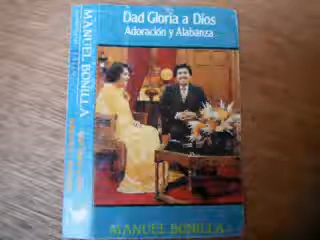 Dad Gloria a Dios
Adoración y Alabanza
MANUEL BONILLA
MANUEL BONILLA